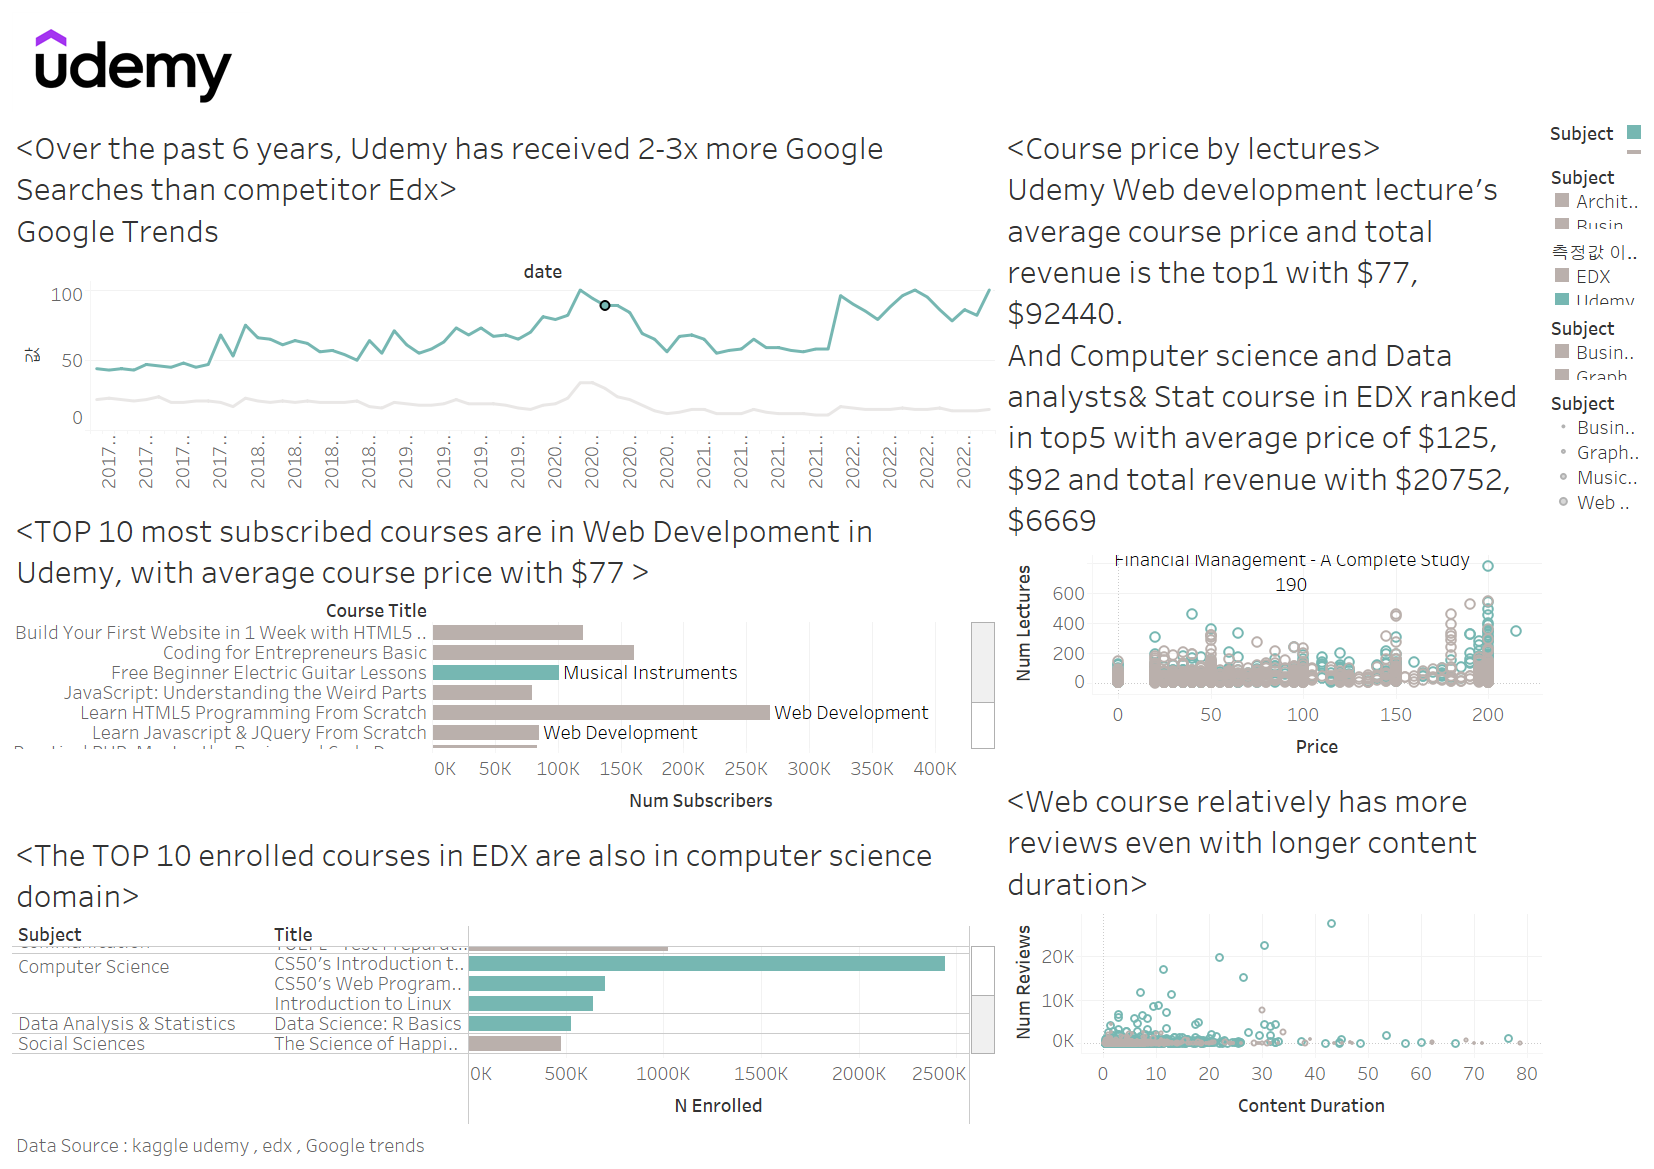 udemy
<Over the past 6 years, Udemy has received 2-3x more Google
Searches than competitor Edx>
Google Trends
date
100
50
0
값
2017..
2017..
2017..
2017..
2018..
2018..
2018..
2018..
2019..
2019..
2019..
2019..
2020..
2020..
2020..
2020..
2021..
2021..
2021..
2021..
2022..
2022..
2022..
2022..
<TOP 10 most subscribed courses are in Web Develpoment in
Udemy, with average course price with $77 >
Course Title
Build Your First Website in 1 Week with HTML5 ..
Coding for Entrepreneurs Basic
Free Beginner Electric Guitar Lessons
Musical Instruments
JavaScript: Understanding the Weird Parts
Learn HTML5 Programming From Scratch
Web Development
Learn Javascript & JQuery From Scratch
Web Development
0K 50K 100K 150K 200K 250K 300K 350K 400K
Num Subscribers
<The TOP 10 enrolled courses in EDX are also in computer science
domain>
Subject Title
Computer Science
CS50's Introduction t..
CS50's Web Program..
Introduction to Linux
Data Analysis & Statistics Data Science: R Basics
Social Sciences The Science of Happi..
0K 500K 1000K 1500K 2000K 2500K
N Enrolled
Data Source : kaggle udemy , edx , Google trends
<Course price by lectures>
Udemy Web development lecture's
average course price and total
revenue is the top1 with $77,
$92440.
And Computer science and Data
analysts& Stat course in EDX ranked
in top5 with average price of $125,
$92 and total revenue with $20752,
$6669
Financial Management - A Complete Study
190
Num Lectures
600
400
200
0
0 50 100 150 200
Price
<Web course relatively has more
reviews even with longer content
duration>
Num Reviews
20K
10K
0K
0 10 20 30 40 50 60 70 80
Content Duration
Subject
Subject
Archit..
Busin
측정값 이..
EDX
Udemy
Subject
Busin..
Graph
Subject
Busin..
Graph..
Music..
Web ..